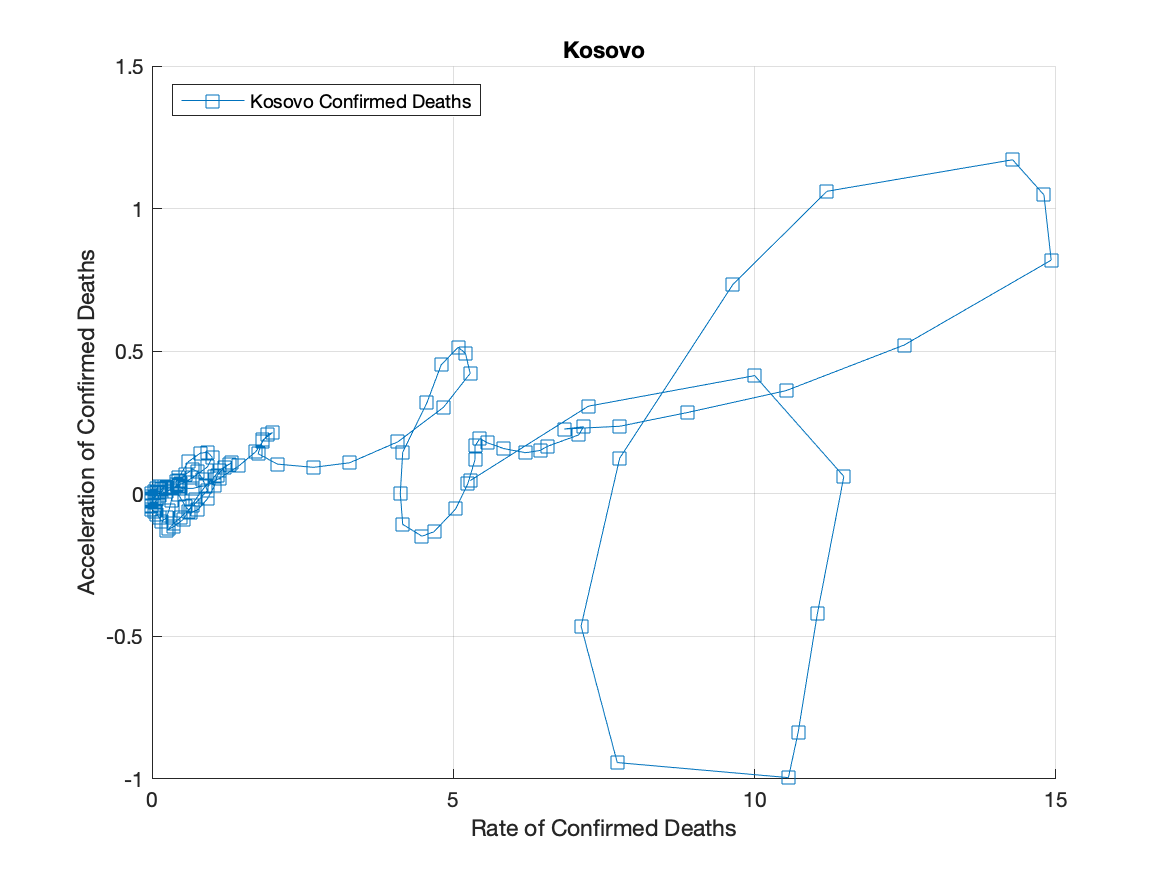 Kosovo
Kosovo Confirmed Deaths
1.5
1
0.5
0
-0.5
-1
Acceleration of Confirmed Deaths
0
5
10
15
Rate of Confirmed Deaths